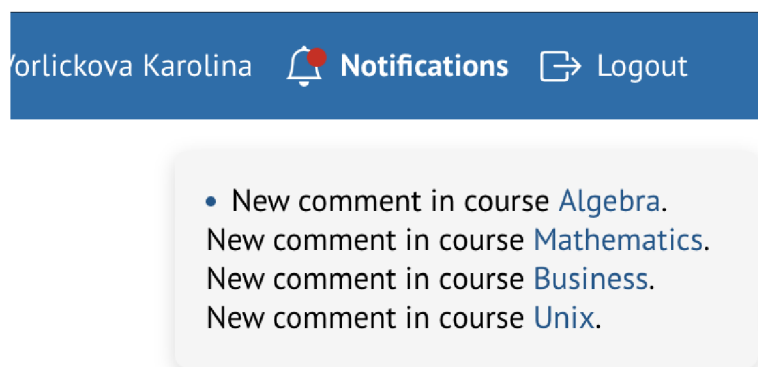 Karolina Notifications Logout
• New comment in course Algebra.
New comment in course Mathematics.
New comment in course Business.
New comment in course Unix.